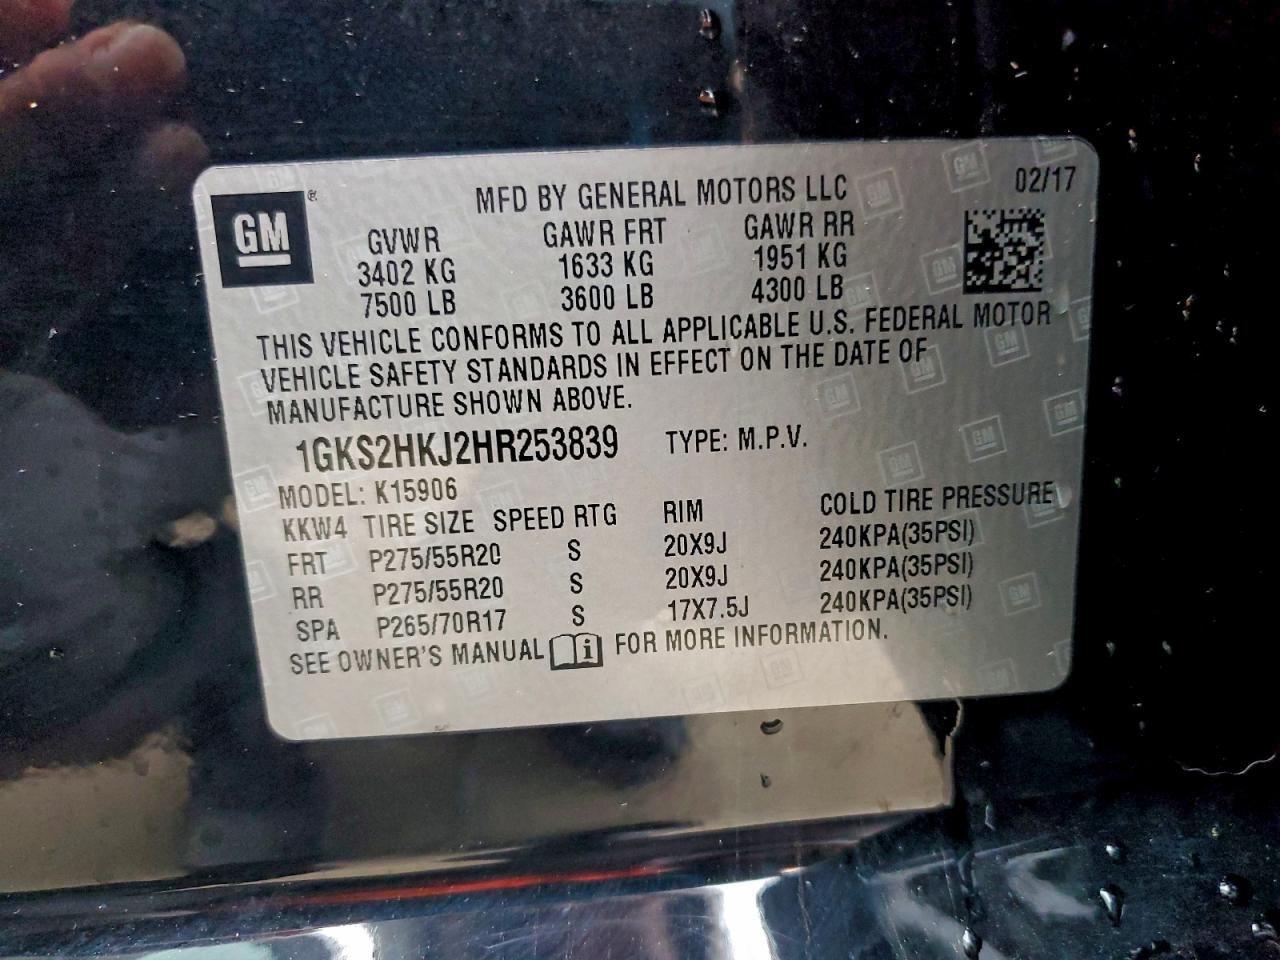 GM ®
MFD BY GENERAL MOTORS LLC 02/17
GVWR GAWR FRT GAWR RR
3402 KG 1633 KG 1951 KG
7500 LB 3600 LB 4300 LB
THIS VEHICLE CONFORMS TO ALL APPLICABLE U.S. FEDERAL MOTOR
VEHICLE SAFETY STANDARDS IN EFFECT ON THE DATE OF
MANUFACTURE SHOWN ABOVE.
1GKS2HKJ2HR253839 TYPE: M.P.V.
MODEL: K15906
KKW4 TIRE SIZE SPEED RTG RIM COLD TIRE PRESSURE
FRT P275/55R20 S 20X9J 240KPA(35PSI)
RR P275/55R20 S 20X9J 240KPA(35PSI)
SPA P265/70R17 S 17X7.5J 240KPA(35PSI)
SEE OWNER'S MANUAL i FOR MORE INFORMATION.